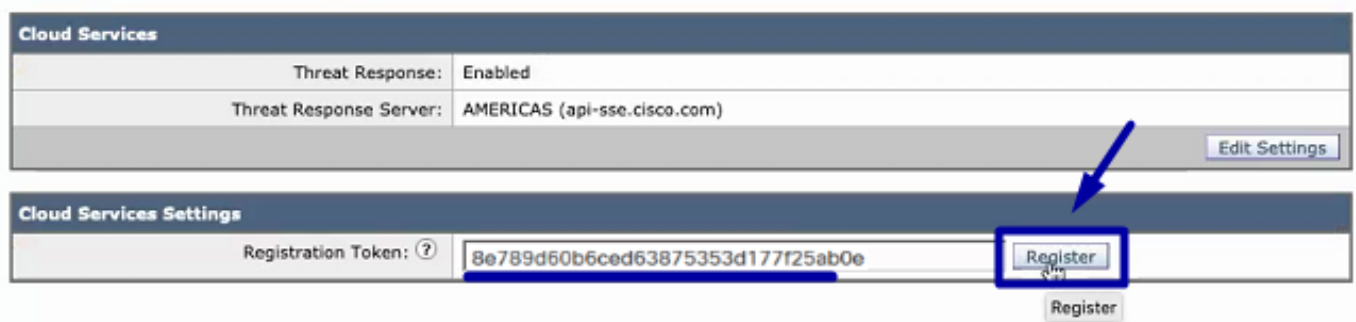 Cloud Services
Threat Response: Enabled
Threat Response Server: AMERICAS (api-sse.cisco.com)
Edit Settings
Cloud Services Settings
Registration Token: ? 8e789d60b6ced63875353d177f25ab0e Register
Register